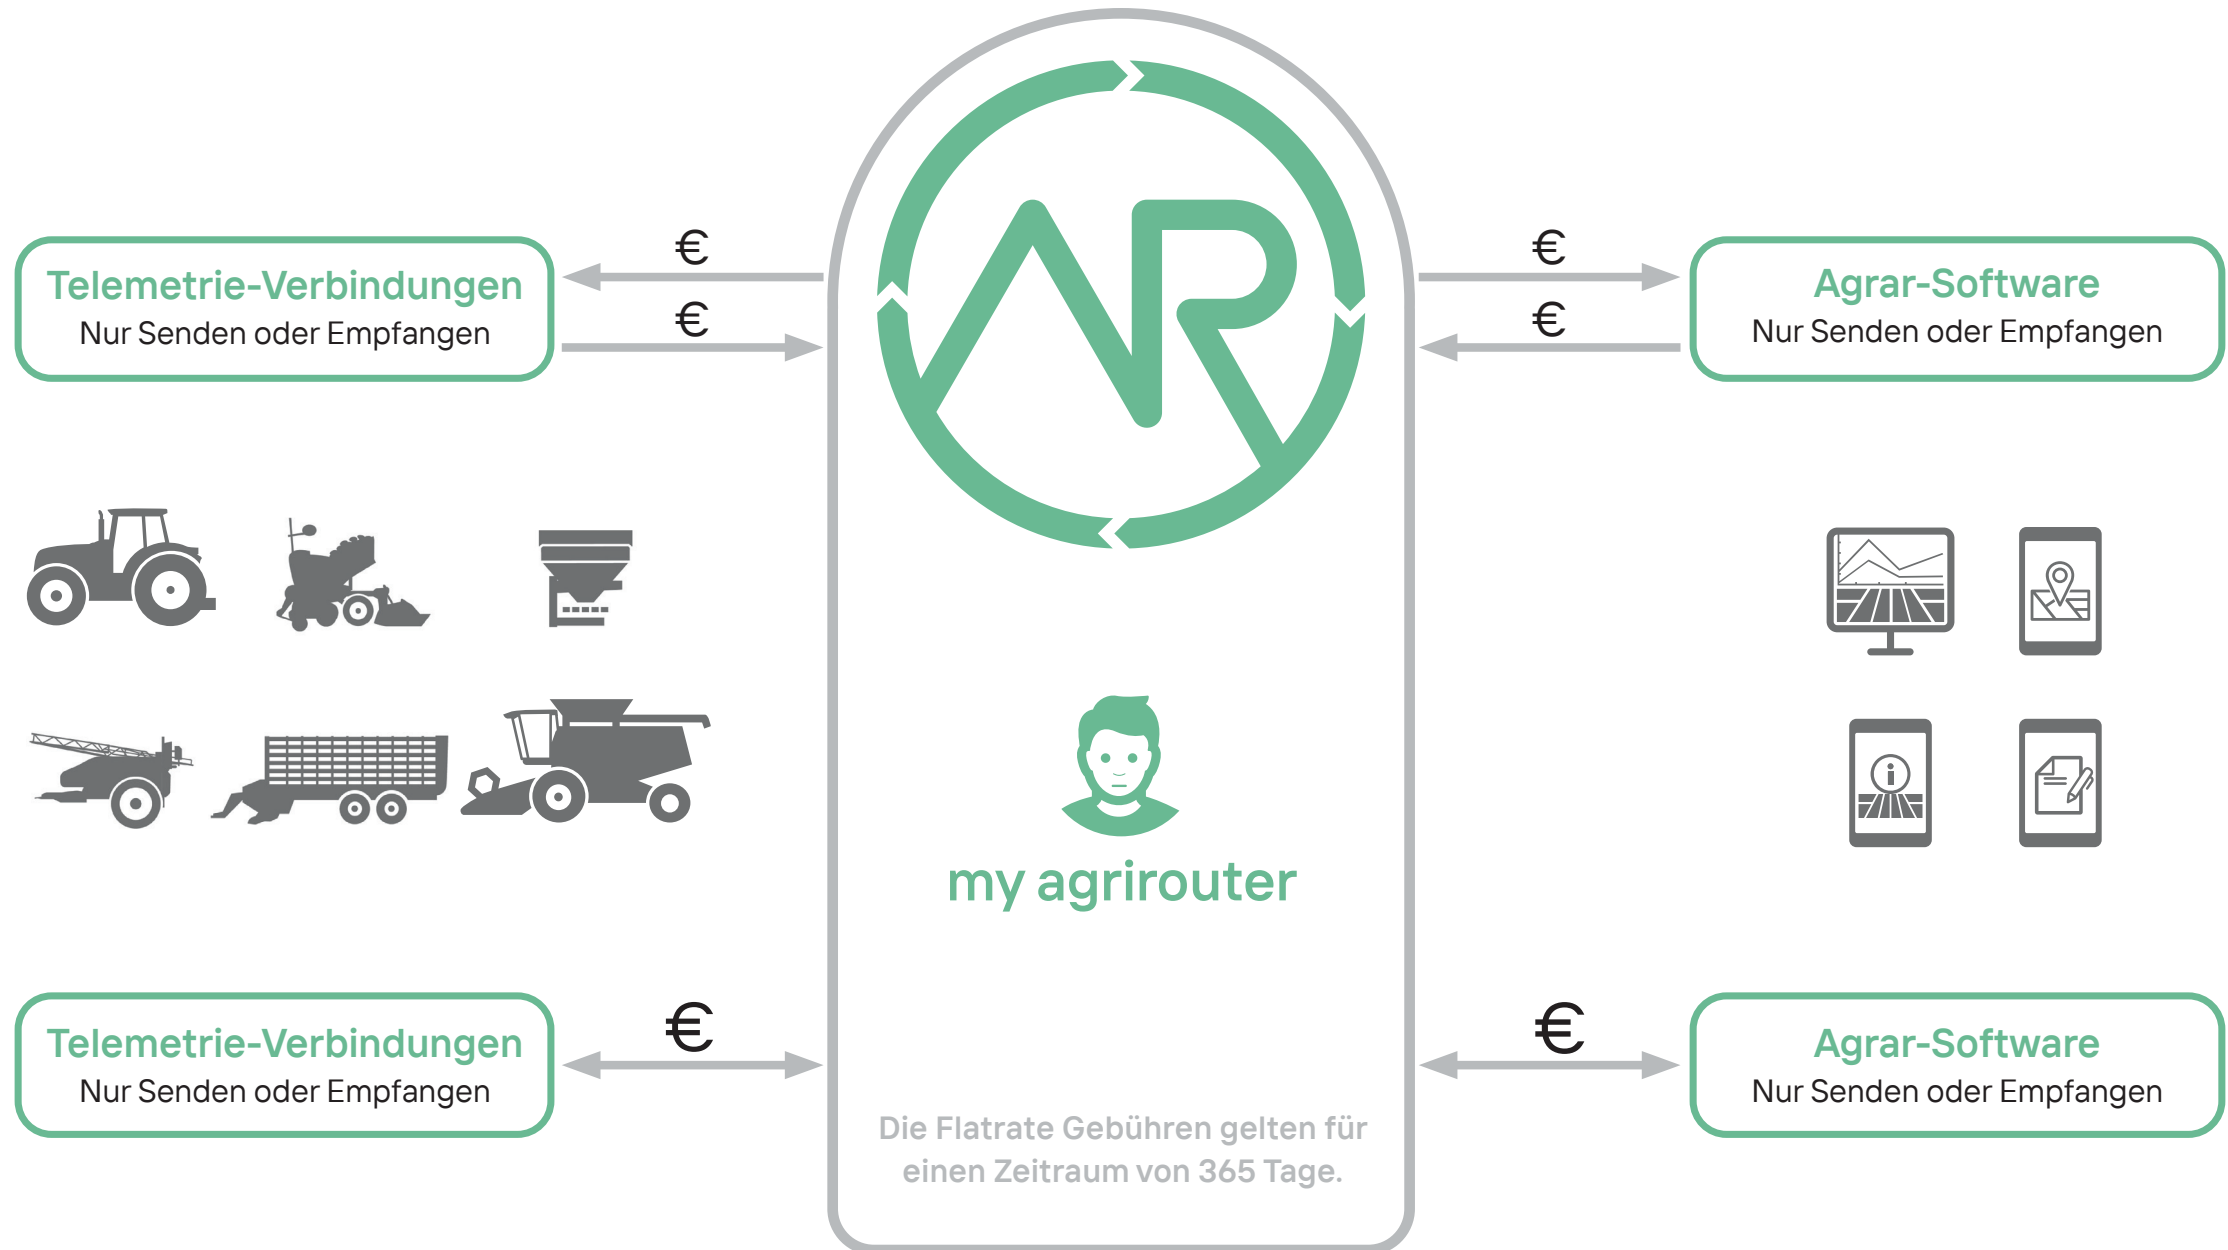 Telemetrie-Verbindungen
Nur Senden oder Empfangen
€
€
AR
€
€
Agrar-Software
Nur Senden oder Empfangen
i
my agrirouter
Telemetrie-Verbindungen
Nur Senden oder Empfangen
€
Die Flatrate Gebühren gelten für
einen Zeitraum von 365 Tage.
€
Agrar-Software
Nur Senden oder Empfangen